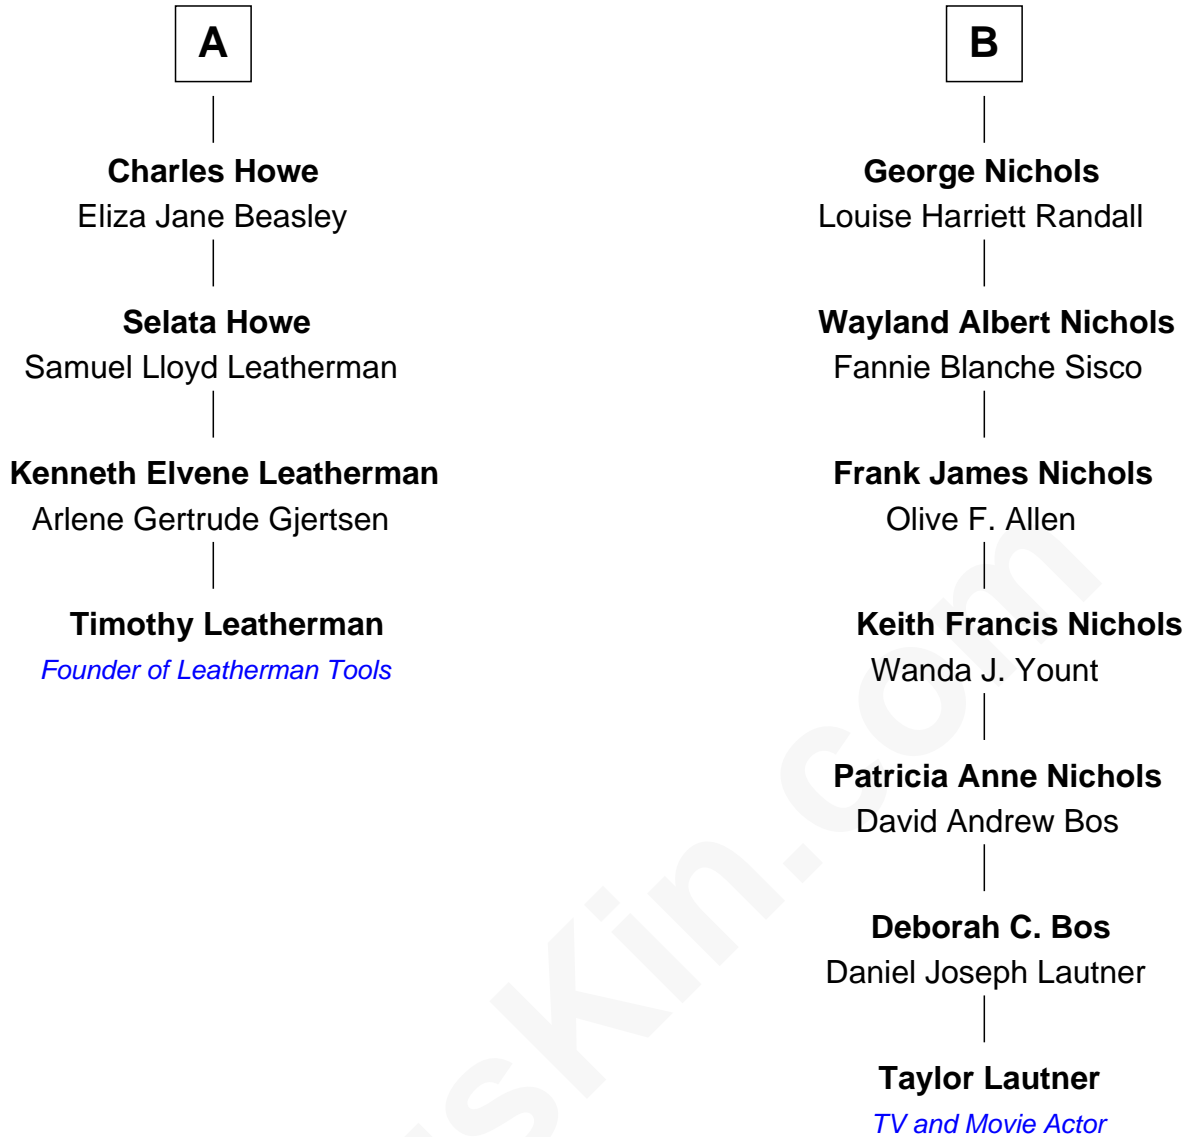 A
Charles Howe
Eliza Jane Beasley
Selata Howe
Samuel Lloyd Leatherman
Kenneth Elvene Leatherman
Arlene Gertrude Gjertsen
Timothy Leatherman
Founder of Leatherman Tools
B
George Nichols
Louise Harriett Randall
Wayland Albert Nichols
Fannie Blanche Sisco
Frank James Nichols
Olive F. Allen
Keith Francis Nichols
Wanda J. Yount
Patricia Anne Nichols
David Andrew Bos
Deborah C. Bos
Daniel Joseph Lautner
Taylor Lautner
TV and Movie Actor
sKin.com